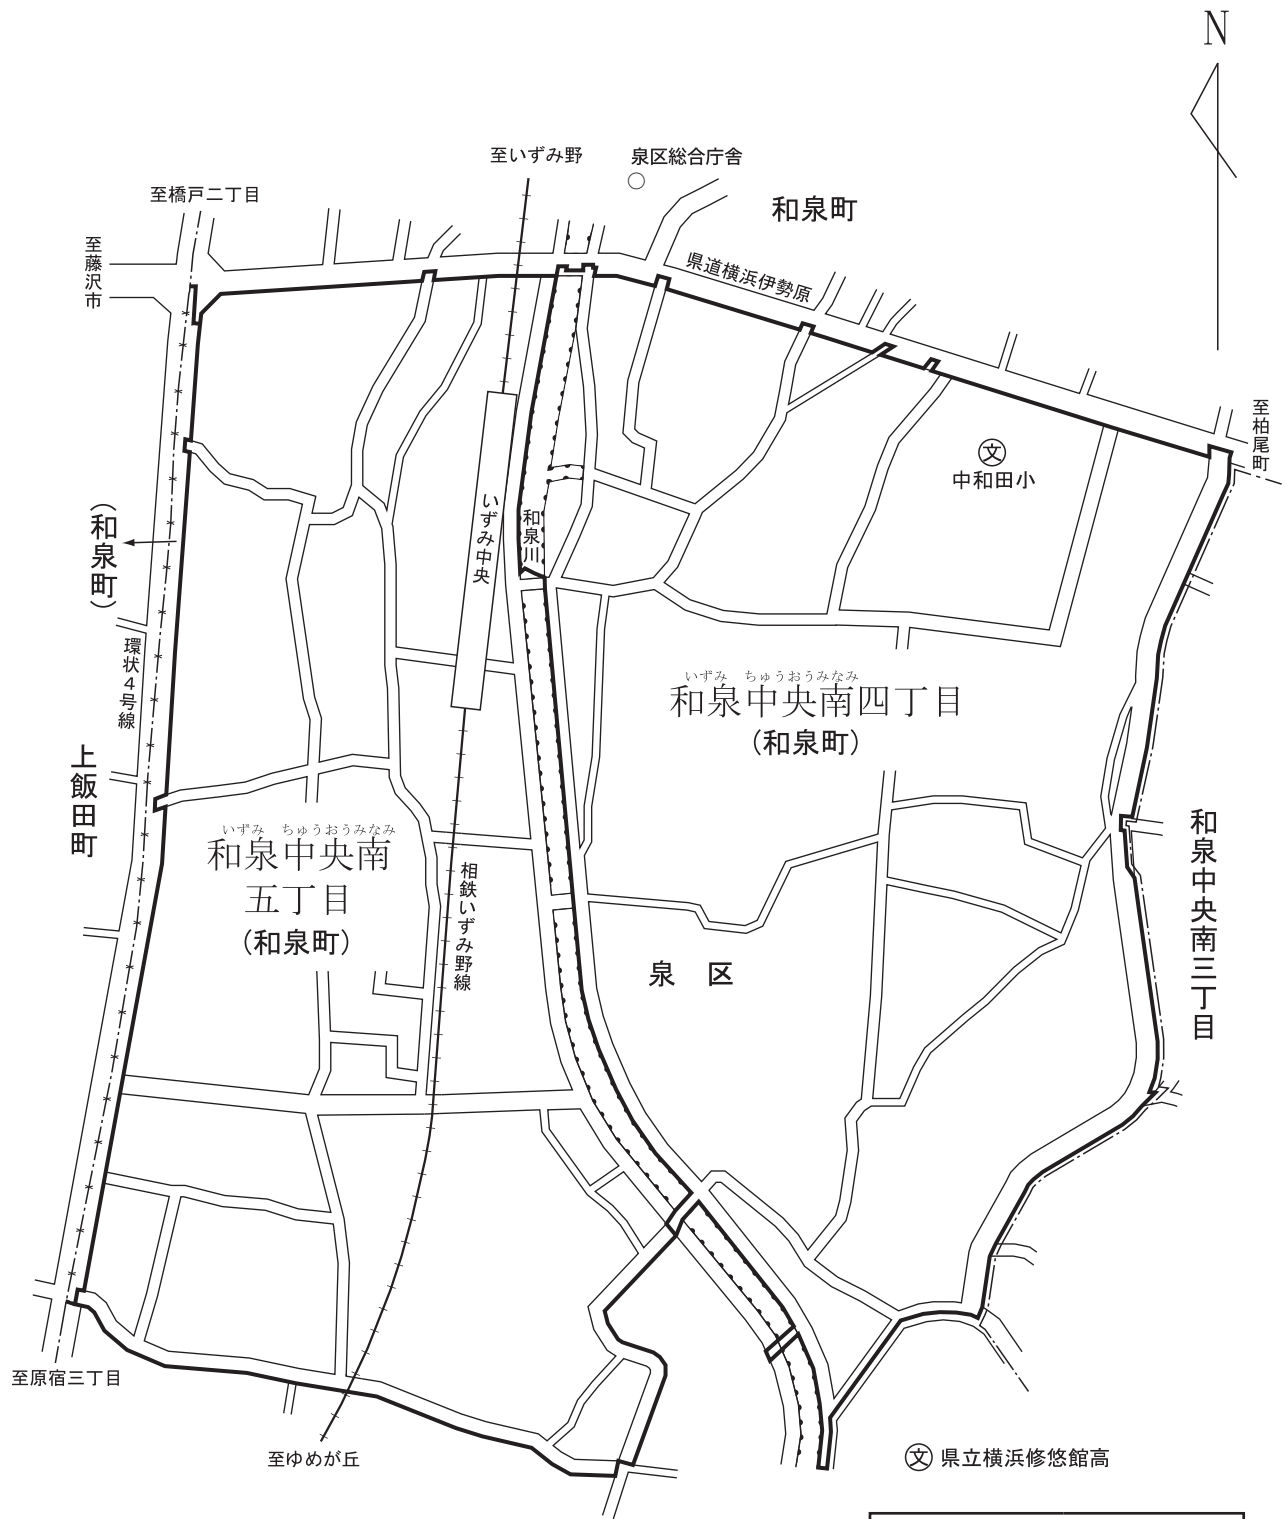 N
至いずみ野
泉区総合庁舎
至橋戸二丁目
和泉町
至藤沢市
県道横浜伊勢原
至柏尾町
文
中和田小
いずみ中央
和泉川
（和泉町）
環状4号線
いずみ ちゅうおうみなみ
和泉中央南四丁目
（和泉町）
上飯田町
いずみ ちゅうおうみなみ
和泉中央南
五丁目
（和泉町）
相鉄いずみ野線
和泉中央南三丁目
泉 区
至原宿三丁目
至ゆめが丘
文 県立横浜修悠館高